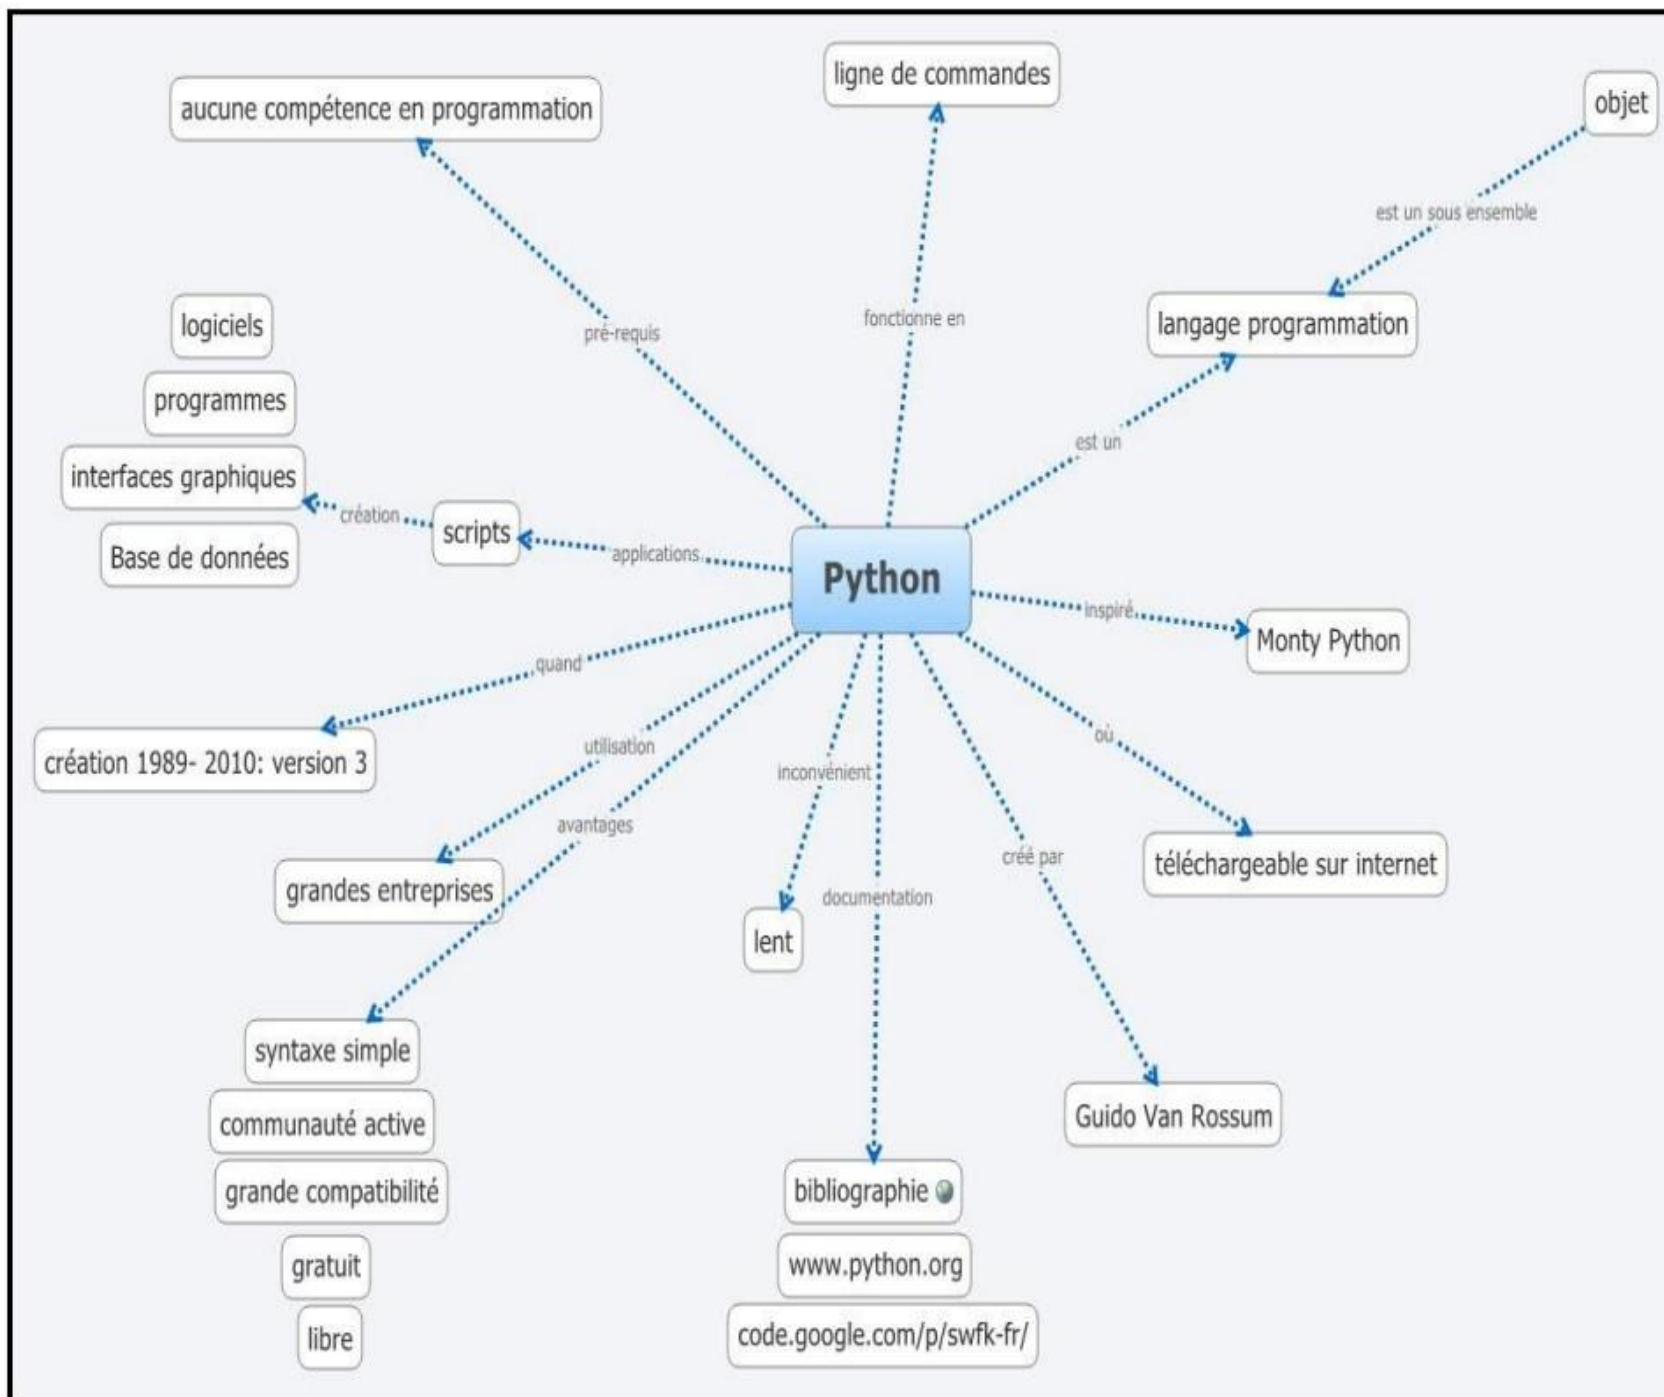 ligne de commandes
objet
aucune compétence en programmation
est un sous ensemble
logiciels
pré-requis
fonctionne en
langage programmation
programmes
est un
interfaces graphiques
création
scripts
applications
Base de données
Python
inspiré
Monty Python
quand
création 1989- 2010: version 3
utilisation
inconvénient
où
avantages
grandes entreprises
créé par
téléchargeable sur internet
documentation
lent
syntaxe simple
communauté active
Guido Van Rossum
grande compatibilité
bibliographie
gratuit
www.python.org
libre
code.google.com/p/swfk-fr/